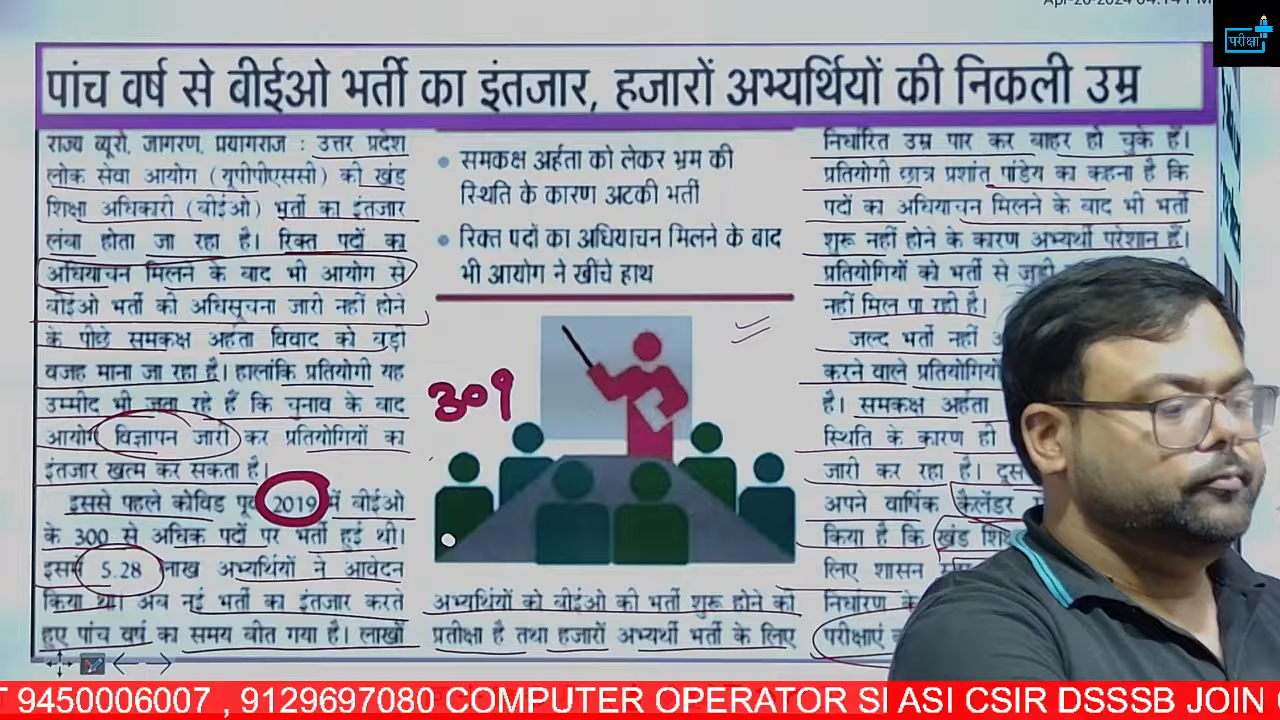 परीक्षा
पांच वर्ष से बीईओ भर्ती का इंतजार, हजारों अभ्यर्थियों की निकली उम्र
राज्य ब्यूरो, जागरण, प्रयागराज : उत्तर प्रदेश
लोक सेवा आयोग (यूपीपीएससी) की खंड
शिक्षा अधिकारी (बीईओ) भर्ती का इंतजार
लंबा होता जा रहा है। रिक्त पदों का
अधियाचन मिलने के बाद भी आयोग से
बीईओ भर्ती की अधिसूचना जारी नहीं होने
के पीछे समकक्ष अर्हता विवाद को बड़ी
वजह माना जा रहा है। हालांकि प्रतियोगी यह
उम्मीद भी जता रहे हैं कि चुनाव के बाद
आयोग विज्ञापन जारी कर प्रतियोगियों का
इंतजार खत्म कर सकता है।
इससे पहले कोविड पूर्व 2019 में बीईओ
के 300 से अधिक पदों पर भर्ती हुई थी।
इसमें 5.28 लाख अभ्यर्थियों ने आवेदन
किया था। अब नई भर्ती का इंतजार करते
हुए पांच वर्ष का समय बीत गया है। लाखों
• समकक्ष अर्हता को लेकर भ्रम की
स्थिति के कारण अटकी भर्ती
• रिक्त पदों का अधियाचन मिलने के बाद
भी आयोग ने खींचे हाथ
309
अभ्यर्थियों को बीईओ की भर्ती शुरू होने की
प्रतीक्षा है तथा हजारों अभ्यर्थी भर्ती के लिए
निर्धारित उम्र पार कर बाहर हो चुके हैं।
प्रतियोगी छात्र प्रशांत पांडेय का कहना है कि
पदों का अधियाचन मिलने के बाद भी भर्ती
शुरू नहीं होने के कारण अभ्यर्थी परेशान हैं।
प्रतियोगियों को भर्ती से जुड़ी
नहीं मिल पा रही है।
जल्द भर्ती नहीं
करने वाले प्रतियोगियों
है। समकक्ष अर्हता
स्थिति के कारण ही
जारी कर रहा है।
अपने वार्षिक कैलेंडर
किया है कि खंड
लिए शासन
निर्धारण के
परीक्षाएं
9450006007 , 9129697080 COMPUTER OPERATOR SI ASI CSIR DSSSB JOIN